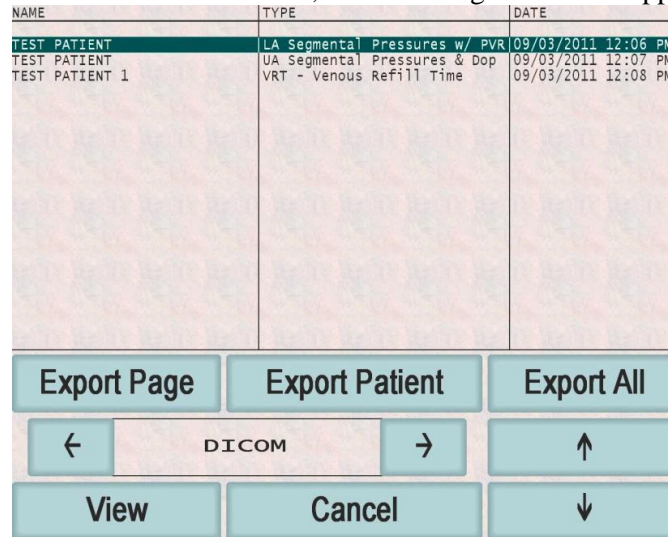 NAME TYPE DATE
TEST PATIENT LA Segmental Pressures w/ PVR 09/03/2011 12:06 PM
TEST PATIENT UA Segmental Pressures & Dop 09/03/2011 12:07 PM
TEST PATIENT 1 VRT - Venous Refill Time 09/03/2011 12:08 PM
Export Page Export Patient Export All
← DICOM → ↑
View Cancel ↓